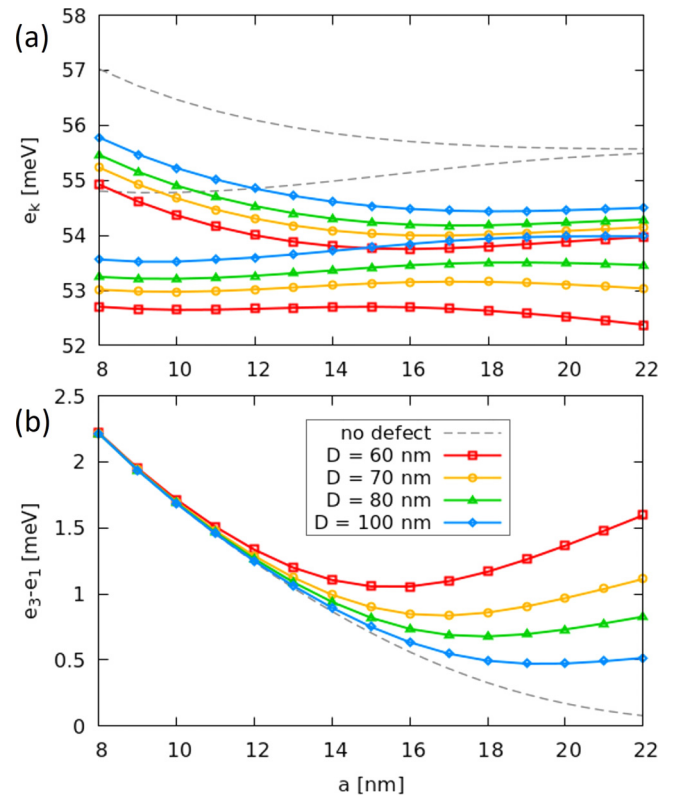 (a)
58
57
56
55
54
53
52
e_k [meV]
8 10 12 14 16 18 20 22
(b)
2.5
2
1.5
1
0.5
0
e_3-e_1 [meV]
no defect
D = 60 nm
D = 70 nm
D = 80 nm
D = 100 nm
8 10 12 14 16 18 20 22
a [nm]